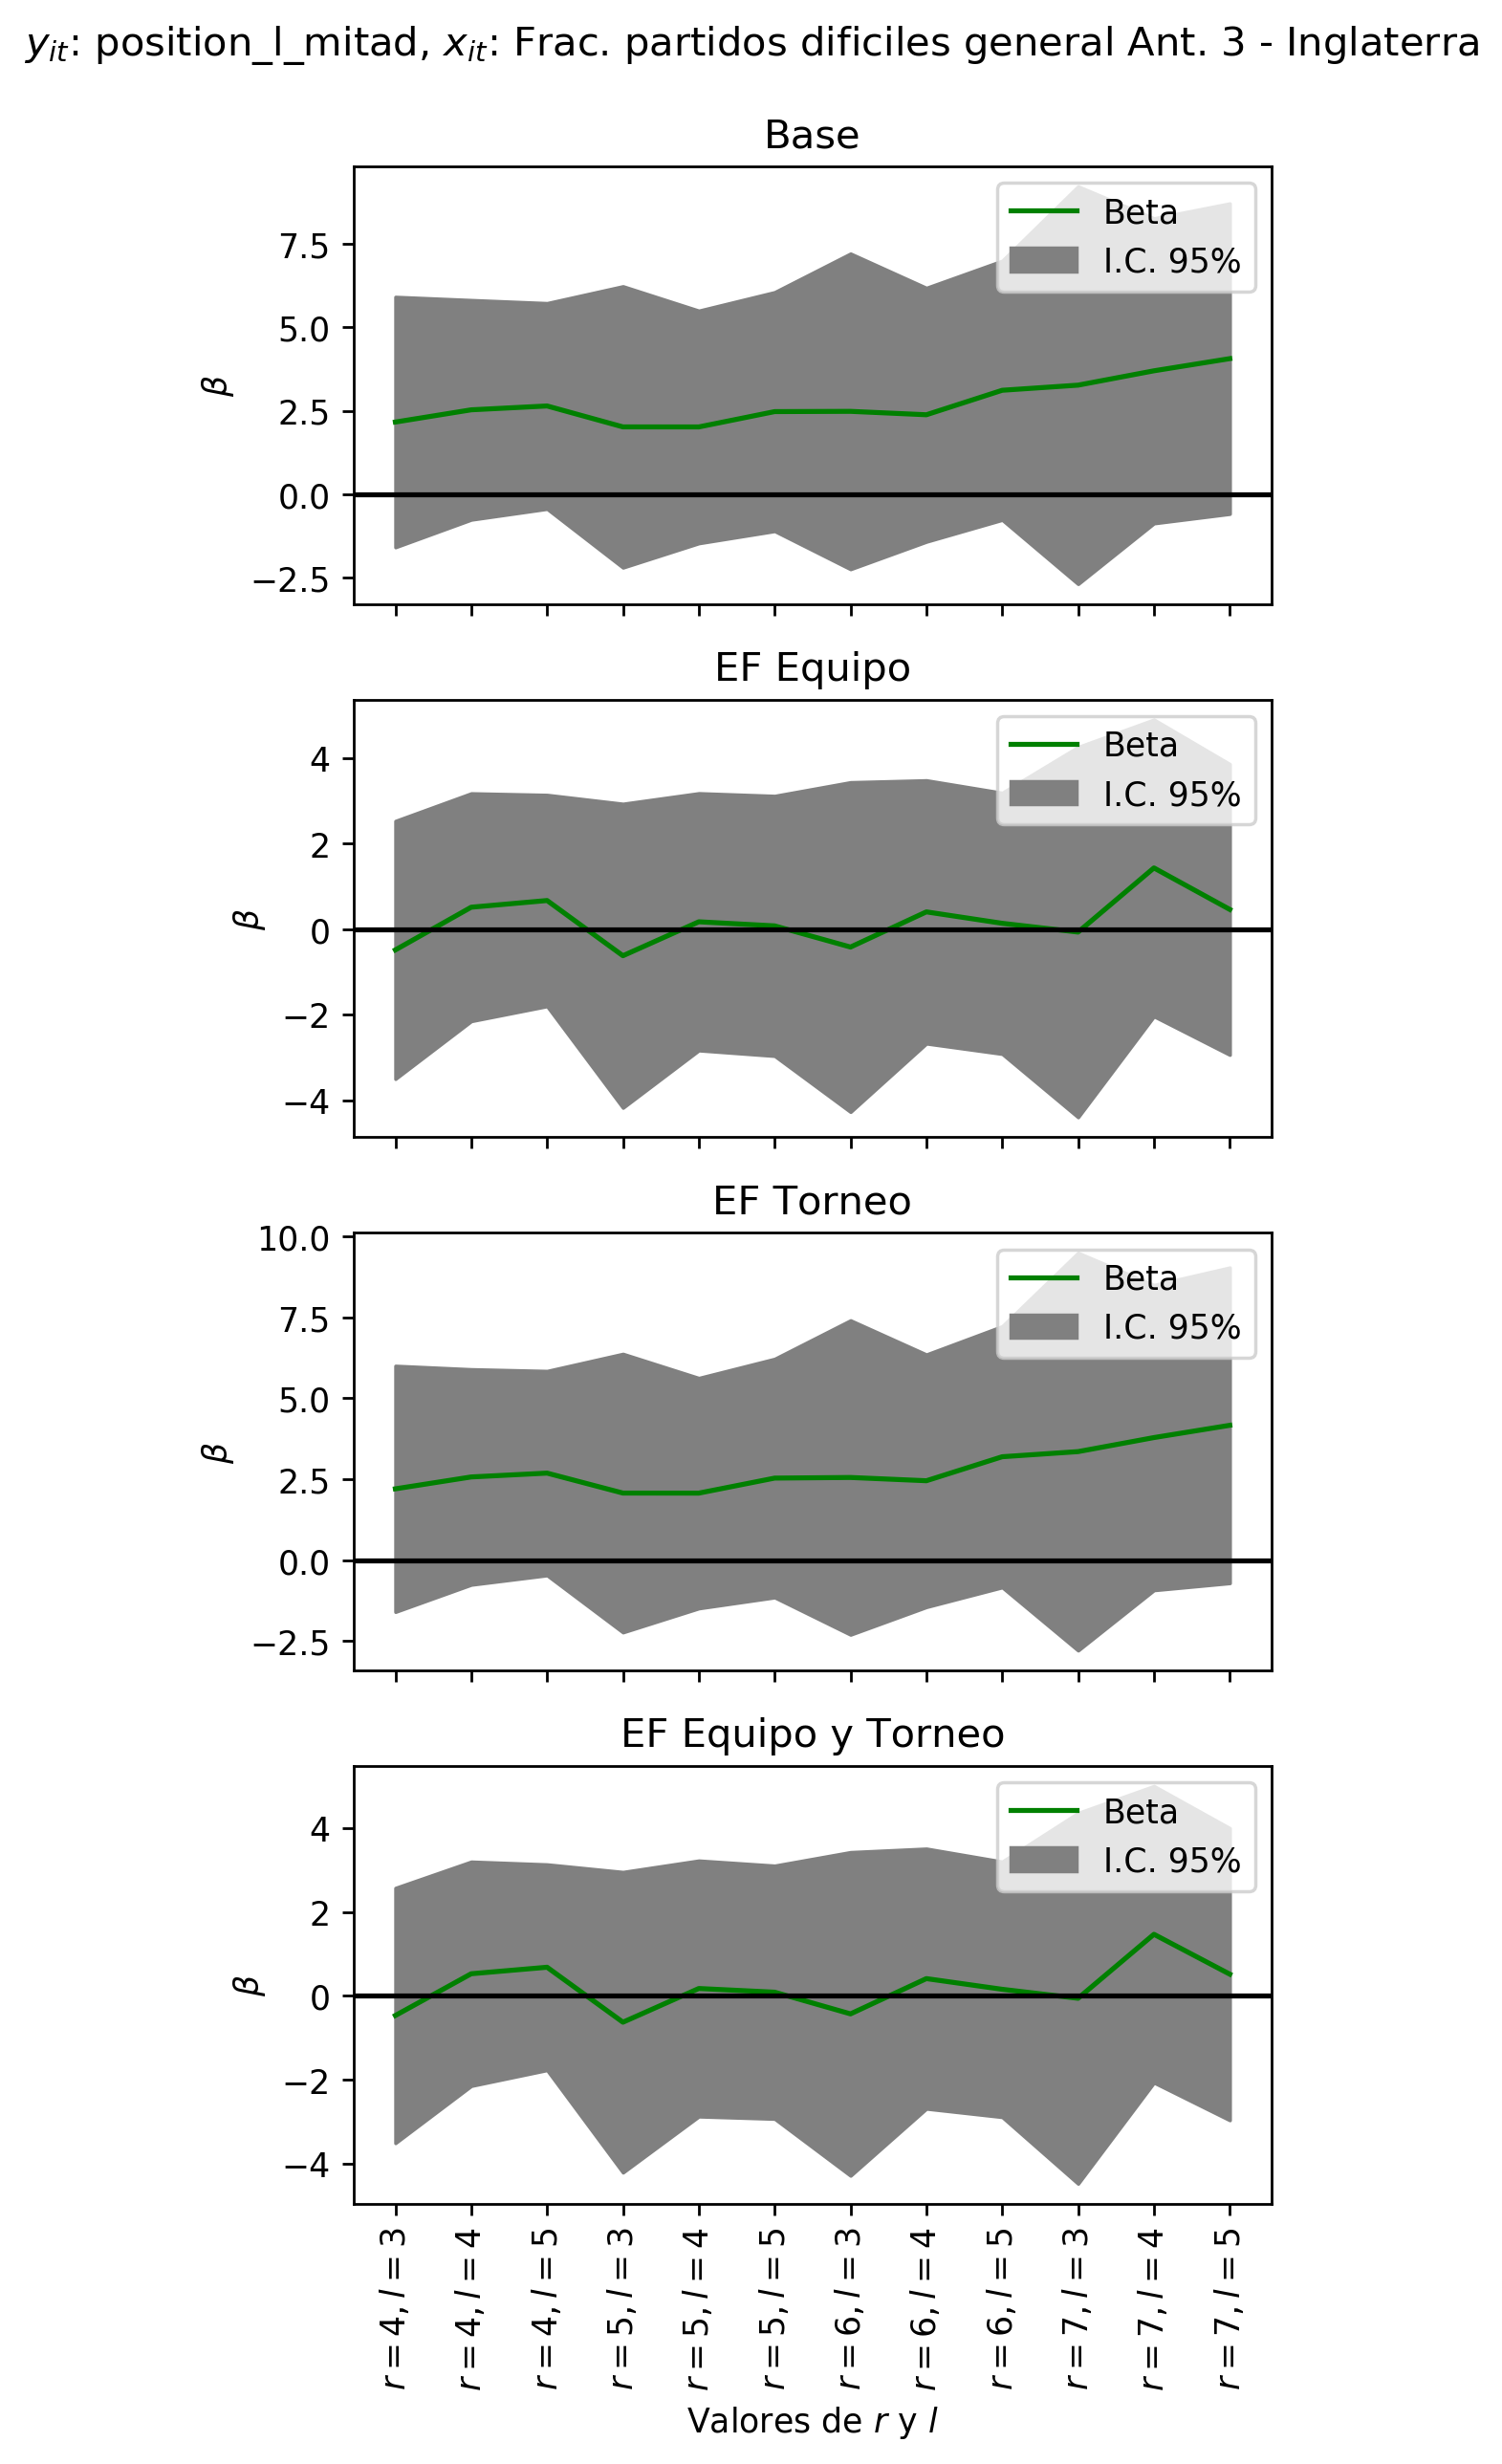 y_it: position_l_mitad, x_it: Frac. partidos dificiles general Ant. 3 - Inglaterra
Base
Beta
I.C. 95%
7.5
5.0
2.5
0.0
−2.5
β
EF Equipo
Beta
I.C. 95%
4
2
0
−2
−4
β
EF Torneo
Beta
I.C. 95%
10.0
7.5
5.0
2.5
0.0
−2.5
β
EF Equipo y Torneo
Beta
I.C. 95%
4
2
0
−2
−4
β
r = 4, l = 3
r = 4, l = 4
r = 4, l = 5
r = 5, l = 3
r = 5, l = 4
r = 5, l = 5
r = 6, l = 3
r = 6, l = 4
r = 6, l = 5
r = 7, l = 3
r = 7, l = 4
r = 7, l = 5
Valores de r y l